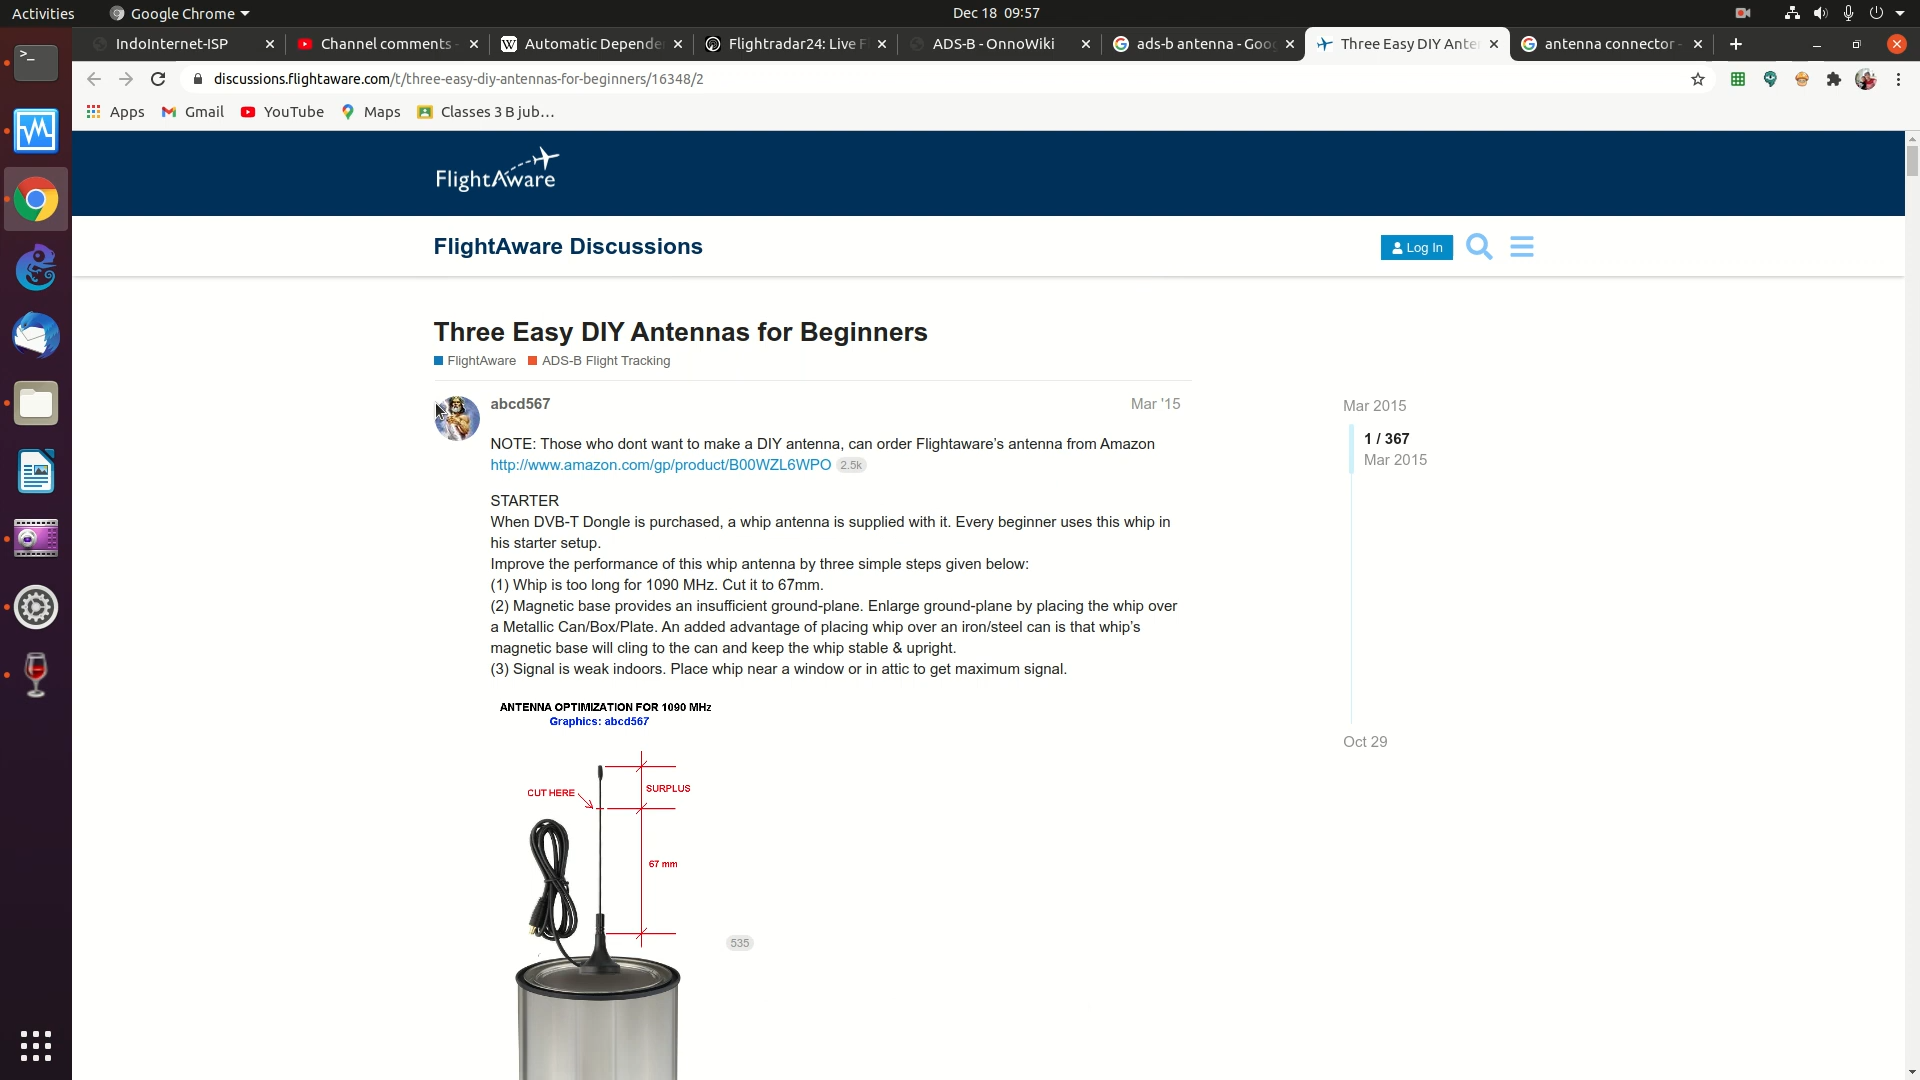 Activities
Google Chrome
Dec 18 09:57
IndoInternet-ISP
Channel comments
Automatic Depende
Flightradar24: Live F
ADS-B - OnnoWiki
ads-b antenna - Goo
Three Easy DIY Ante
antenna connector -
discussions.flightaware.com/t/three-easy-diy-antennas-for-beginners/16348/2
Apps
Gmail
YouTube
Maps
Classes 3 B jub...
FlightAware
FlightAware Discussions
Log In
Three Easy DIY Antennas for Beginners
FlightAware
ADS-B Flight Tracking
abcd567
Mar '15
NOTE: Those who dont want to make a DIY antenna, can order Flightaware's antenna from Amazon
http://www.amazon.com/gp/product/B00WZL6WPO 2.5k
STARTER
When DVB-T Dongle is purchased, a whip antenna is supplied with it. Every beginner uses this whip in
his starter setup.
Improve the performance of this whip antenna by three simple steps given below:
(1) Whip is too long for 1090 MHz. Cut it to 67mm.
(2) Magnetic base provides an insufficient ground-plane. Enlarge ground-plane by placing the whip over
a Metallic Can/Box/Plate. An added advantage of placing whip over an iron/steel can is that whip's
magnetic base will cling to the can and keep the whip stable & upright.
(3) Signal is weak indoors. Place whip near a window or in attic to get maximum signal.
ANTENNA OPTIMIZATION FOR 1090 MHz
Graphics: abcd567
CUT HERE
SURPLUS
67 mm
535
Mar 2015
1 / 367
Mar 2015
Oct 29